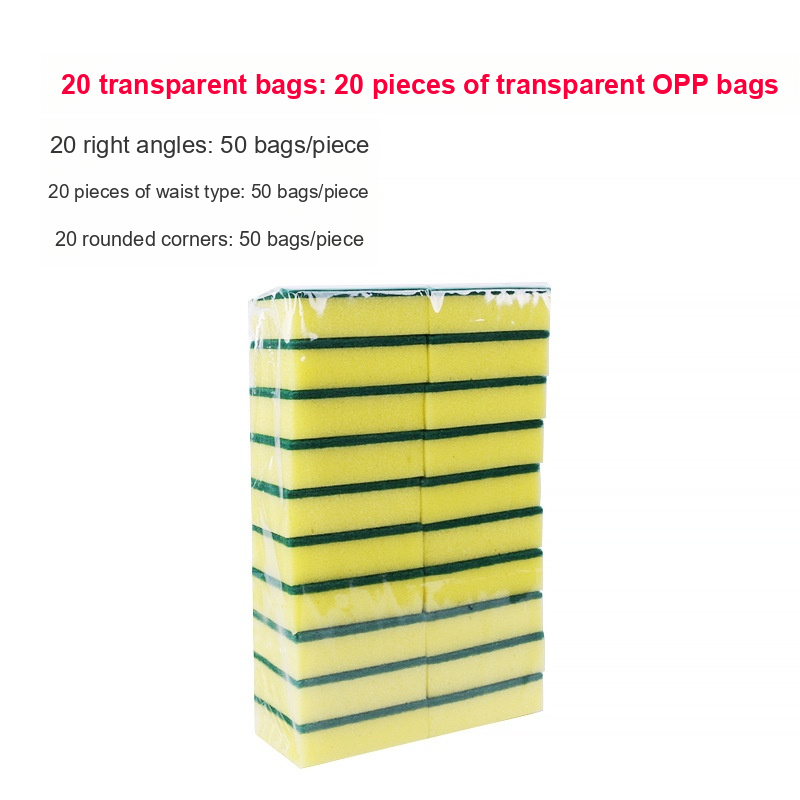 20 transparent bags: 20 pieces of transparent OPP bags
20 right angles: 50 bags/piece
20 pieces of waist type: 50 bags/piece
20 rounded corners: 50 bags/piece